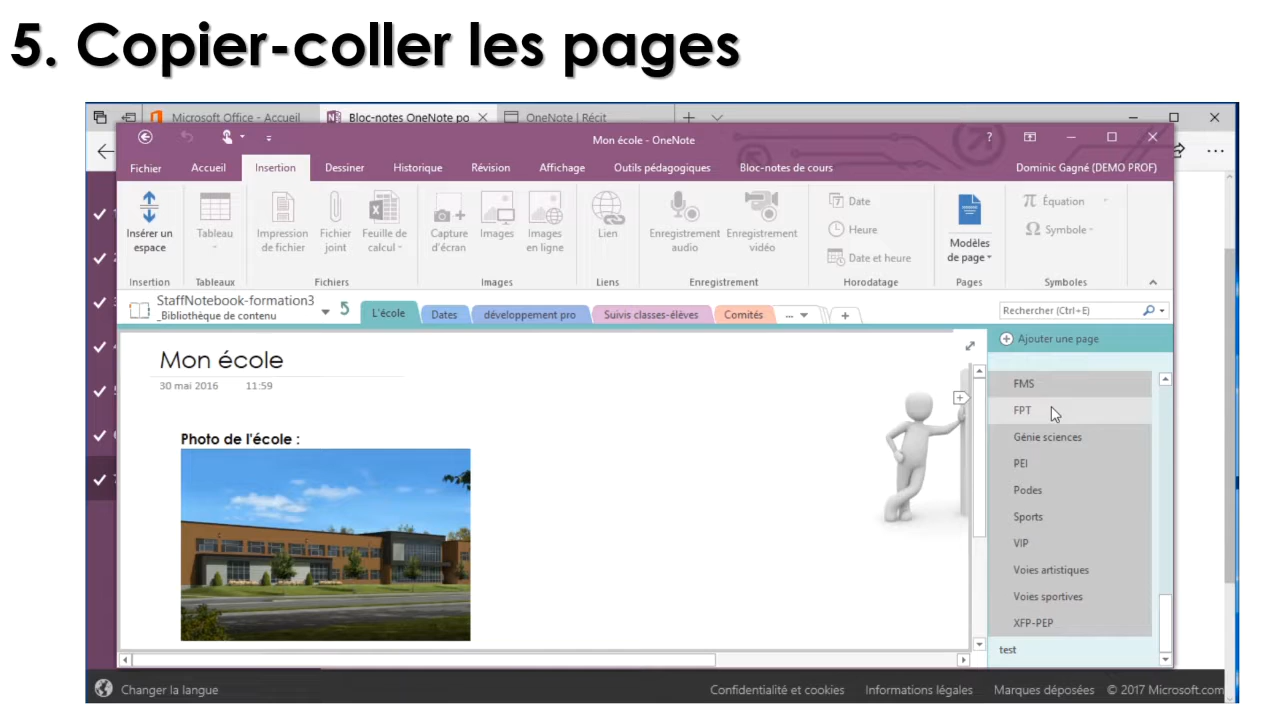 5. Copier-coller les pages
Microsoft Office - Accueil
Bloc-notes OneNote po
OneNote | Récit
Mon école - OneNote
Fichier Accueil Insertion Dessiner Historique Révision Affichage Outils pédagogiques Bloc-notes de cours
Dominic Gagné (DEMO PROF)
Insérer un espace
Tableau
Impression de fichier
Fichier joint
Feuille de calcul
Capture d'écran
Images
Images en ligne
Lien
Enregistrement audio
Enregistrement vidéo
Date
Heure
Date et heure
Modèles de page
Équation
Symbole
Insertion Tableaux Fichiers Images Liens Enregistrement Horodatage Pages Symboles
StaffNotebook-formation3
_Bibliothèque de contenu
L'école Dates développement pro Suivis classes-élèves Comités ...
Rechercher (Ctrl+E)
Ajouter une page
Mon école
30 mai 2016 11:59
Photo de l'école :
FMS
FPT
Génie sciences
PEI
Podes
Sports
VIP
Voies artistiques
Voies sportives
XFP-PEP
test
Changer la langue
Confidentialité et cookies Informations légales Marques déposées © 2017 Microsoft.com